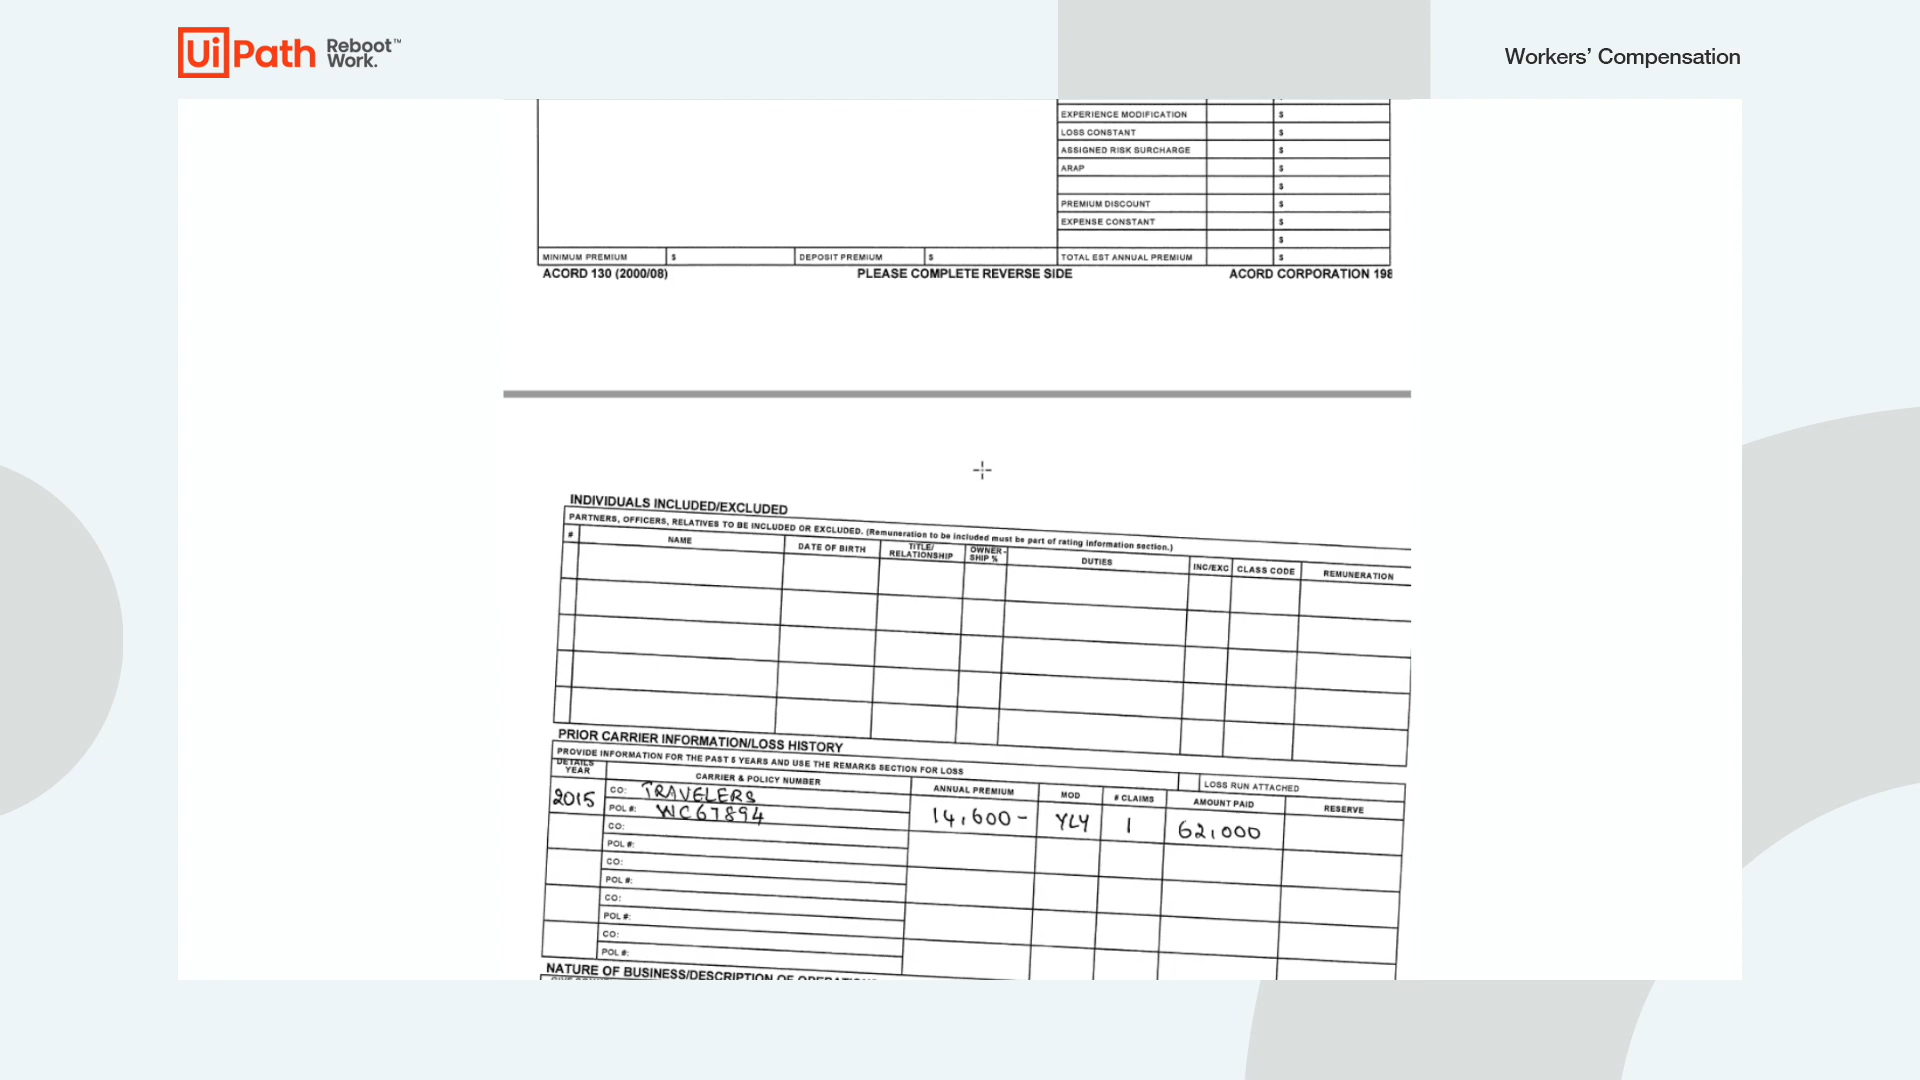 UiPath Reboot Work.™
Workers’ Compensation
EXPERIENCE MODIFICATION $
LOSS CONSTANT $
ASSIGNED RISK SURCHARGE $
ARAP $
$
PREMIUM DISCOUNT $
EXPENSE CONSTANT $
$
MINIMUM PREMIUM $ DEPOSIT PREMIUM $ TOTAL EST ANNUAL PREMIUM $
ACORD 130 (2000/08) PLEASE COMPLETE REVERSE SIDE ACORD CORPORATION 198
INDIVIDUALS INCLUDED/EXCLUDED
PARTNERS, OFFICERS, RELATIVES TO BE INCLUDED OR EXCLUDED. (Remuneration to be included must be part of rating information section.)
# NAME DATE OF BIRTH TITLE/ RELATIONSHIP OWNER-SHIP % DUTIES INC/EXC CLASS CODE REMUNERATION
PRIOR CARRIER INFORMATION/LOSS HISTORY
PROVIDE INFORMATION FOR THE PAST 5 YEARS AND USE THE REMARKS SECTION FOR LOSS DETAILS LOSS RUN ATTACHED
YEAR CARRIER & POLICY NUMBER ANNUAL PREMIUM MOD # CLAIMS AMOUNT PAID RESERVE
2015 CO: TRAVELERS 14,600- YLY 1 62,000
POL #: WC67894
CO:
POL #:
CO:
POL #:
CO:
POL #:
CO:
POL #:
NATURE OF BUSINESS/DESCRIPTION OF